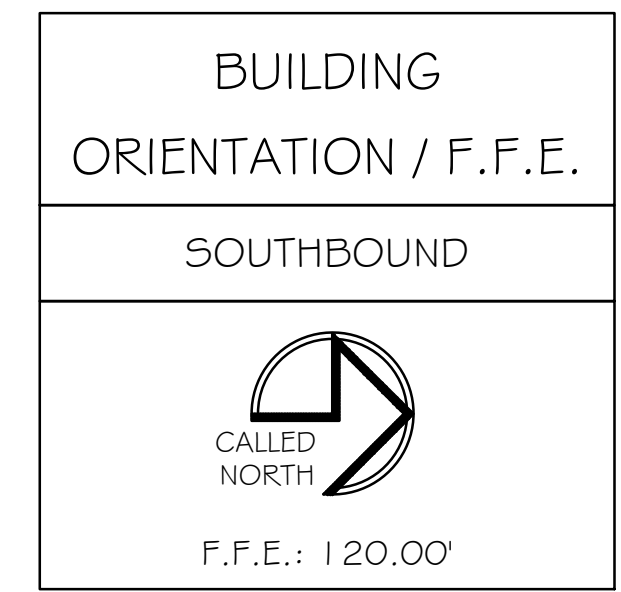 BUILDING
ORIENTATION / F.F.E.
SOUTHBOUND
CALLED
NORTH
F.F.E.: 120.00'